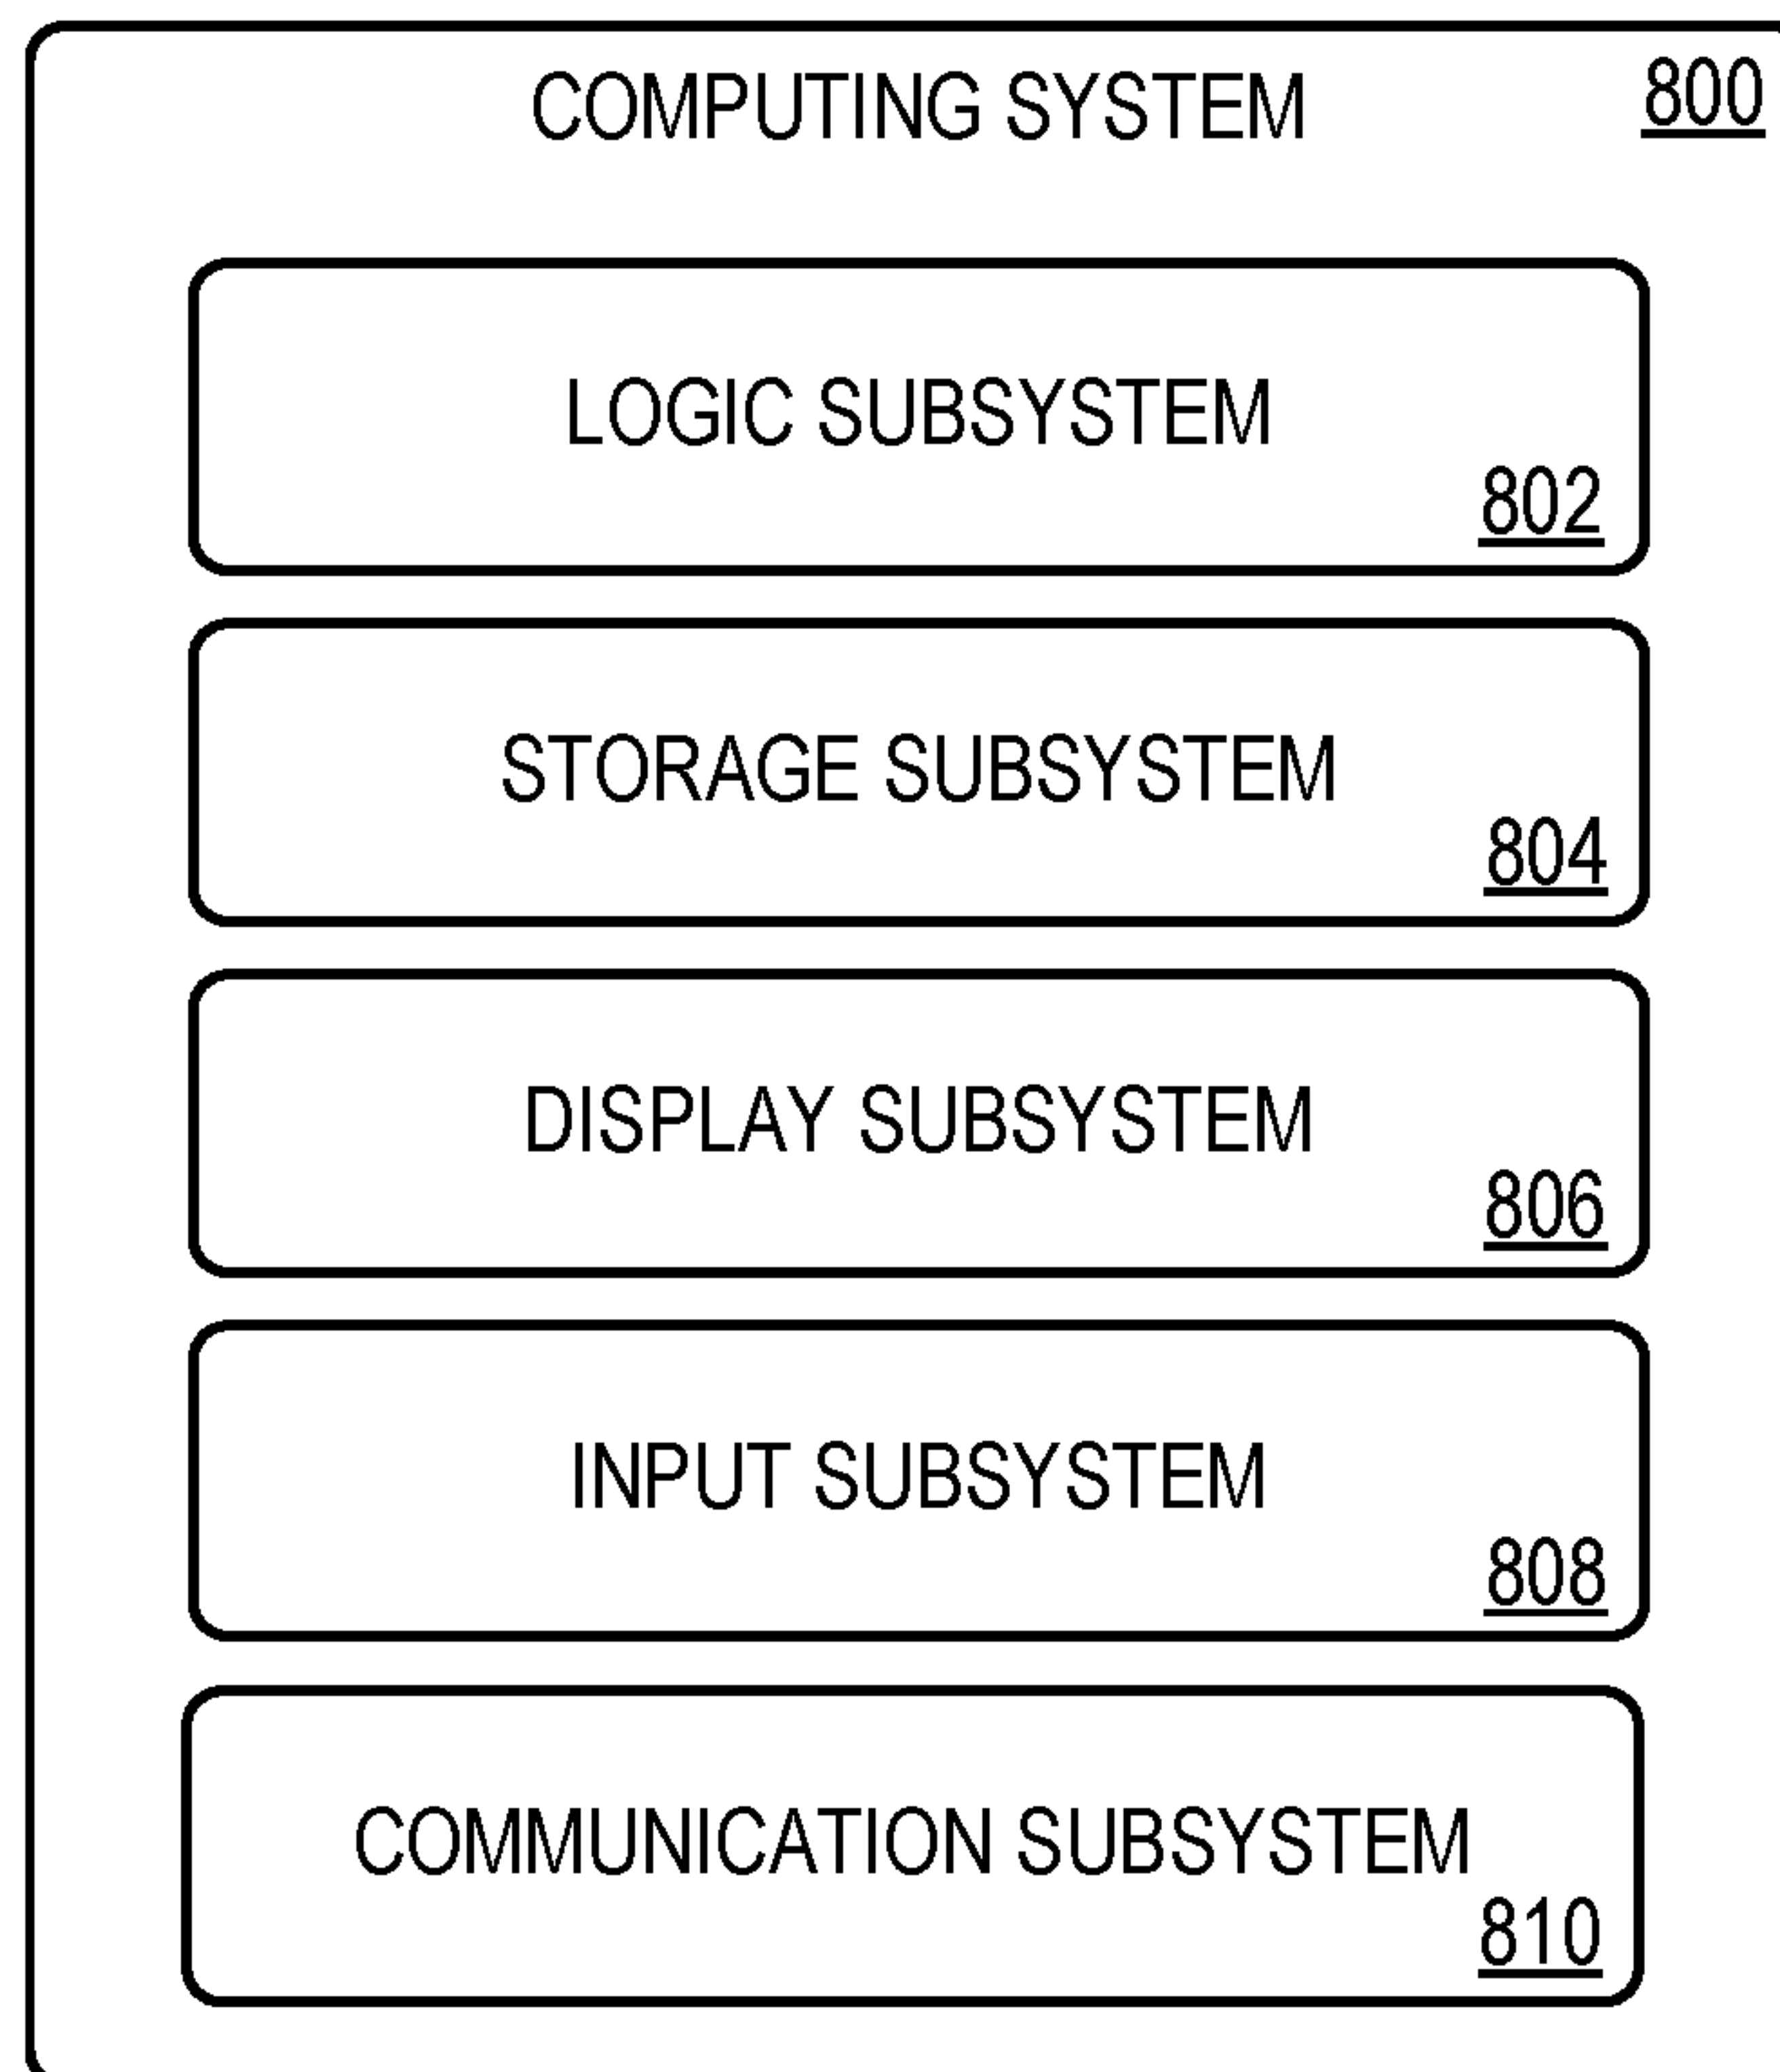 COMPUTING SYSTEM 800
LOGIC SUBSYSTEM
802
STORAGE SUBSYSTEM
804
DISPLAY SUBSYSTEM
806
INPUT SUBSYSTEM
808
COMMUNICATION SUBSYSTEM
810